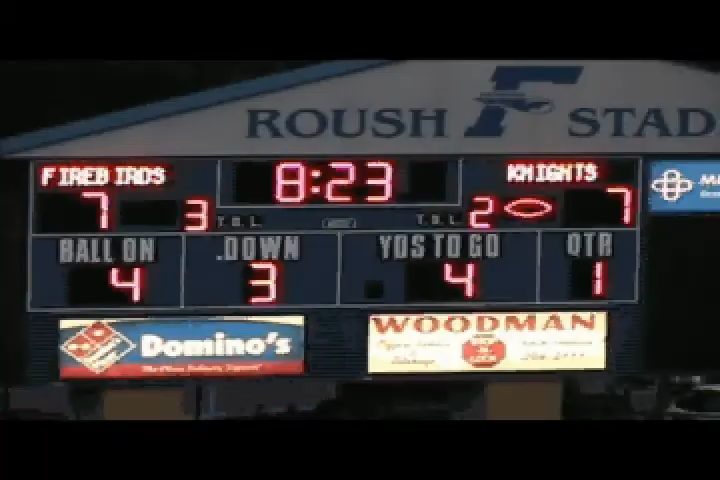 ROUSH F STAD
FIREBIRDS 8:23 KNIGHTS
7 3 T.O.L. T.O.L. 2 7
BALL ON DOWN YDS TO GO QTR
4 3 4 1
Domino's
WOODMAN